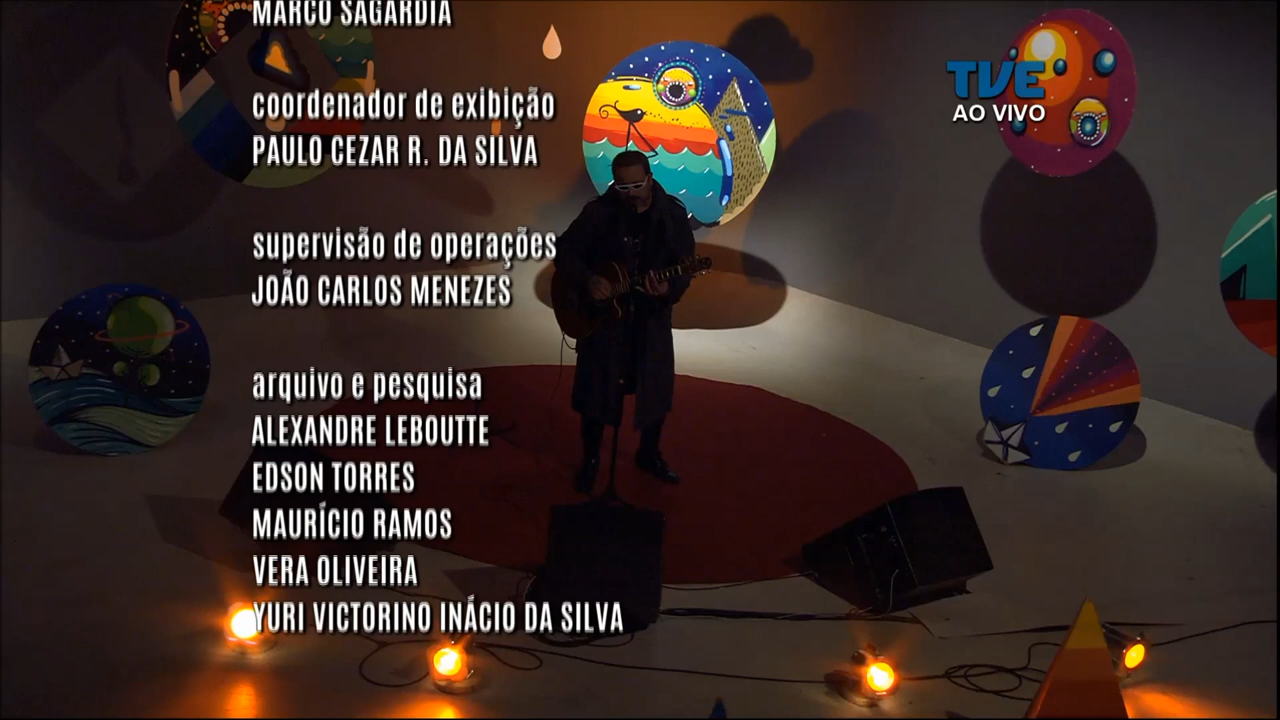 MARCO SAGARDIA
coordenador de exibição
PAULO CEZAR R. DA SILVA
supervisão de operações
JOÃO CARLOS MENEZES
arquivo e pesquisa
ALEXANDRE LEBOUTTE
EDSON TORRES
MAURÍCIO RAMOS
VERA OLIVEIRA
YURI VICTORINO INÁCIO DA SILVA
TVE
AO VIVO